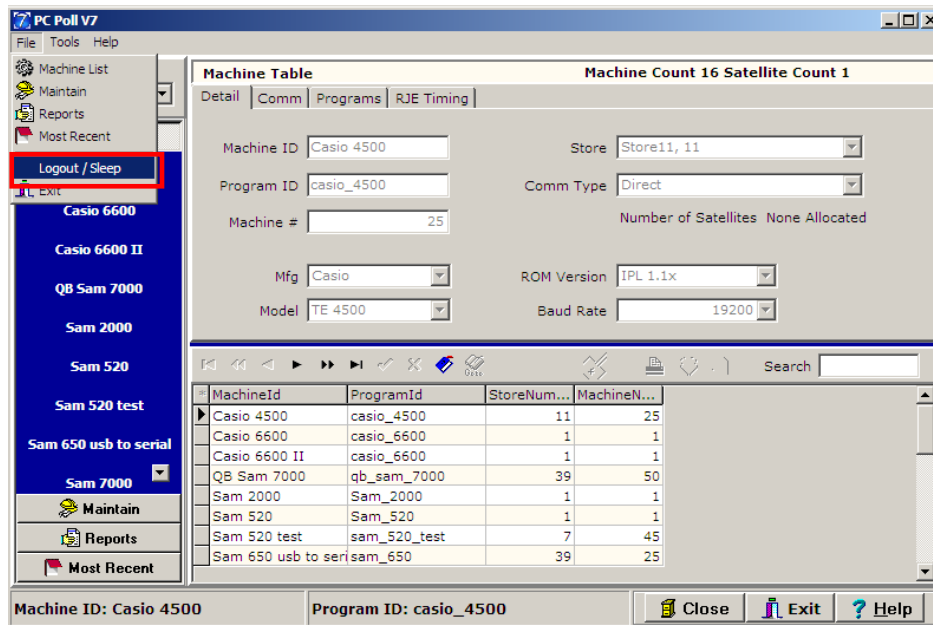 PC Poll V7
File Tools Help
Machine List
Maintain
Reports
Most Recent
Logout / Sleep
Exit
Casio 6600
Casio 6600 II
QB Sam 7000
Sam 2000
Sam 520
Sam 520 test
Sam 650 usb to serial
Sam 7000
Maintain
Reports
Most Recent
Machine Table Machine Count 16 Satellite Count 1
Detail Comm Programs RJE Timing
Machine ID Casio 4500 Store Store11, 11
Program ID casio_4500 Comm Type Direct
Machine # 25 Number of Satellites None Allocated
Mfg Casio ROM Version IPL 1.1x
Model TE 4500 Baud Rate 19200
Goto Search
MachineId ProgramId StoreNum... MachineN...
Casio 4500 casio_4500 11 25
Casio 6600 casio_6600 1 1
Casio 6600 II casio_6600 1 1
QB Sam 7000 qb_sam_7000 39 50
Sam 2000 Sam_2000 1 1
Sam 520 Sam_520 1 1
Sam 520 test sam_520_test 7 45
Sam 650 usb to seri sam_650 39 25
Machine ID: Casio 4500 Program ID: casio_4500 Close Exit ? Help